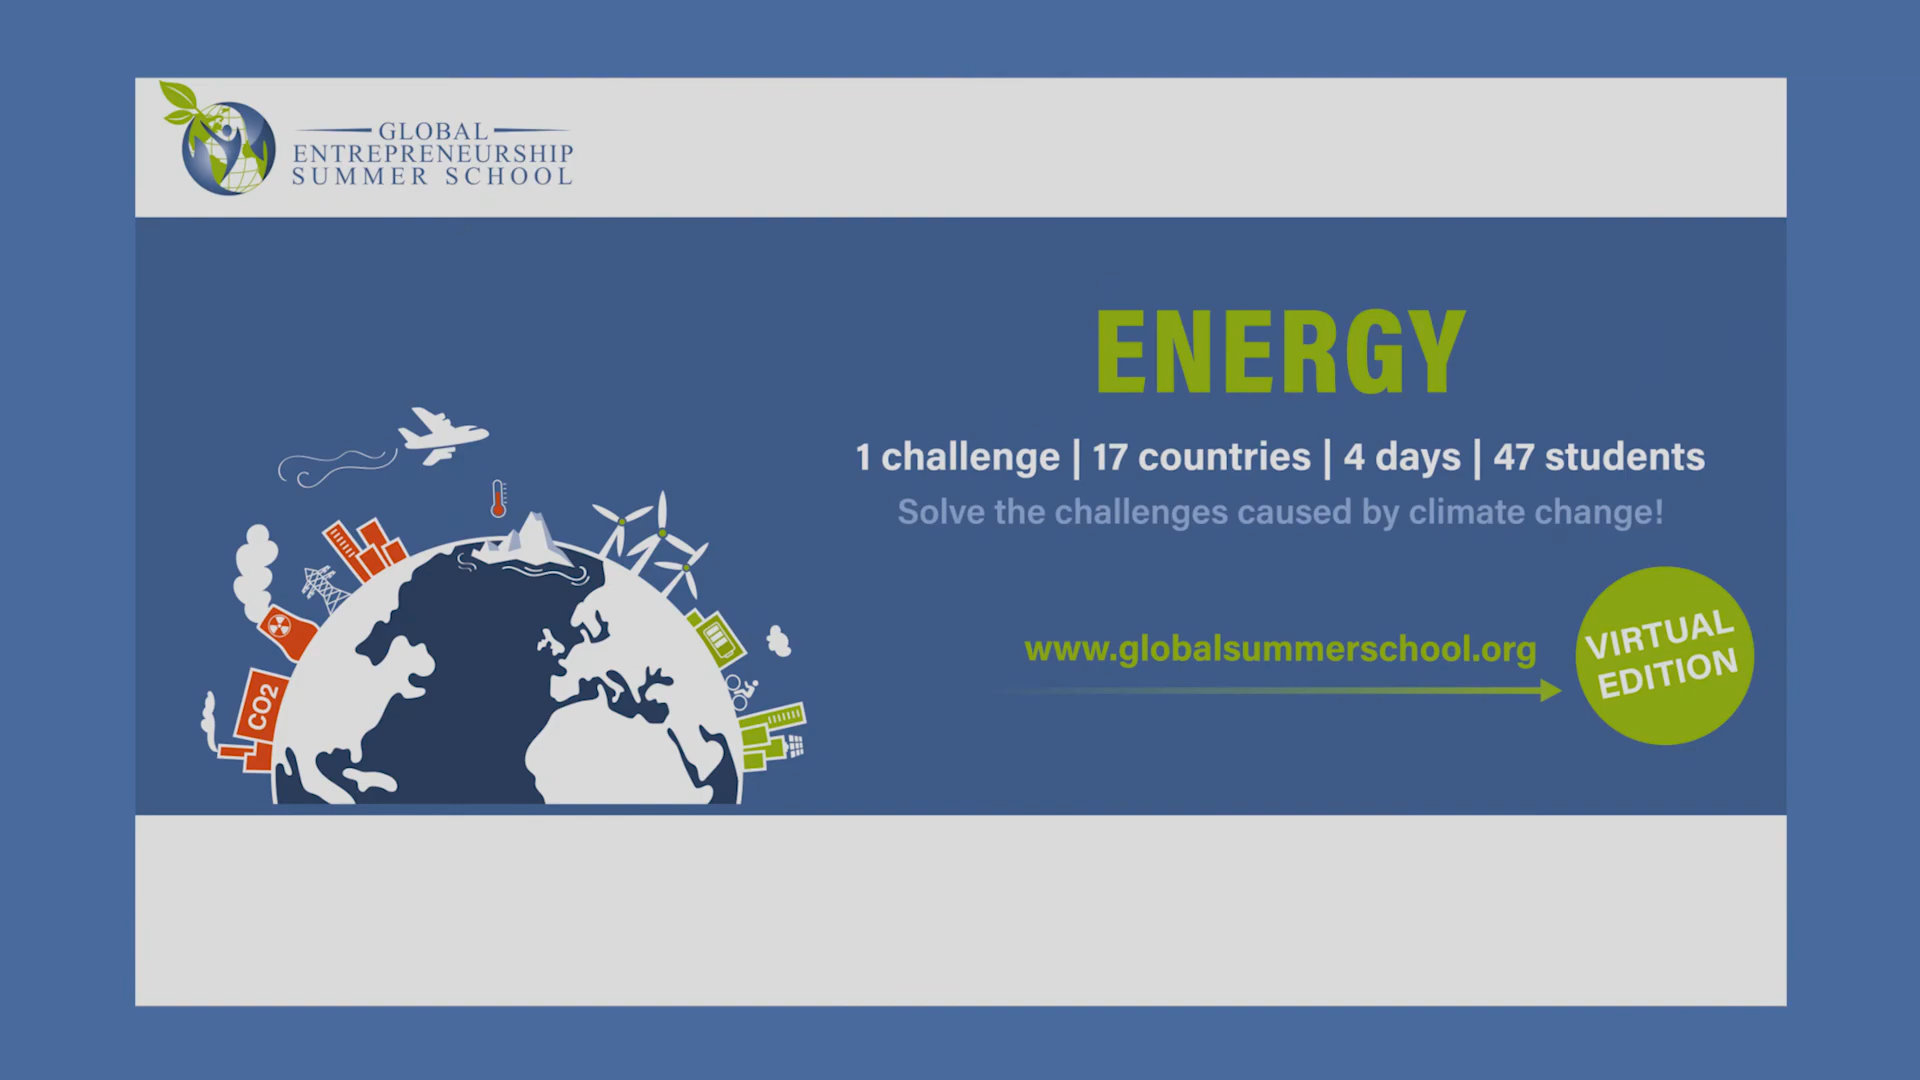 GLOBAL
ENTREPRENEURSHIP
SUMMER SCHOOL
ENERGY
1 challenge | 17 countries | 4 days | 47 students
Solve the challenges caused by climate change!
www.globalsummerschool.org
VIRTUAL
EDITION
CO2